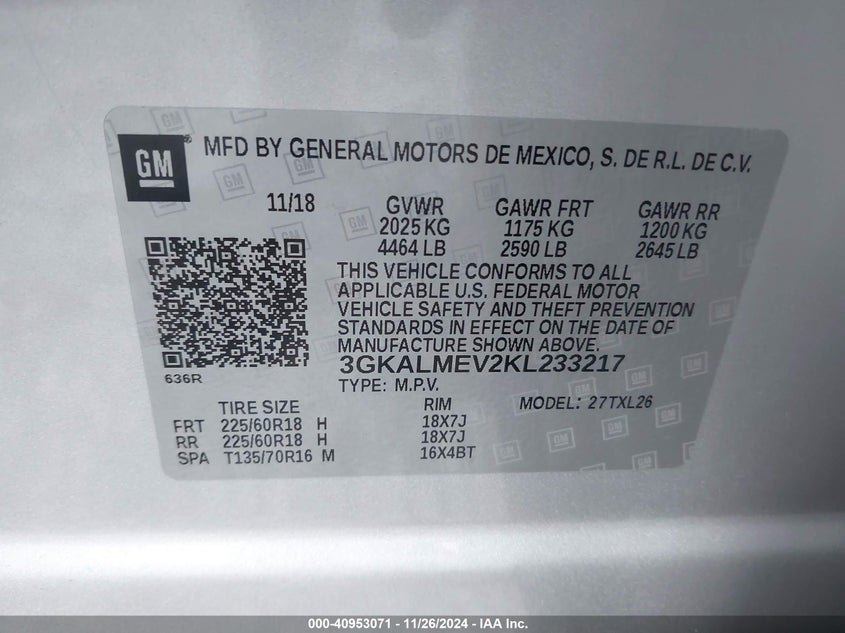 GM
MFD BY GENERAL MOTORS DE MEXICO, S. DE R.L. DE C.V.
11/18 GVWR GAWR FRT GAWR RR
2025 KG 1175 KG 1200 KG
4464 LB 2590 LB 2645 LB
THIS VEHICLE CONFORMS TO ALL
APPLICABLE U.S. FEDERAL MOTOR
VEHICLE SAFETY AND THEFT PREVENTION
STANDARDS IN EFFECT ON THE DATE OF
MANUFACTURE SHOWN ABOVE.
3GKALMEV2KL233217
636R
TYPE: M.P.V.
TIRE SIZE RIM MODEL: 27TXL26
FRT 225/60R18 H 18X7J
RR 225/60R18 H 18X7J
SPA T135/70R16 M 16X4BT
000-40953071 - 11/26/2024 - IAA Inc.